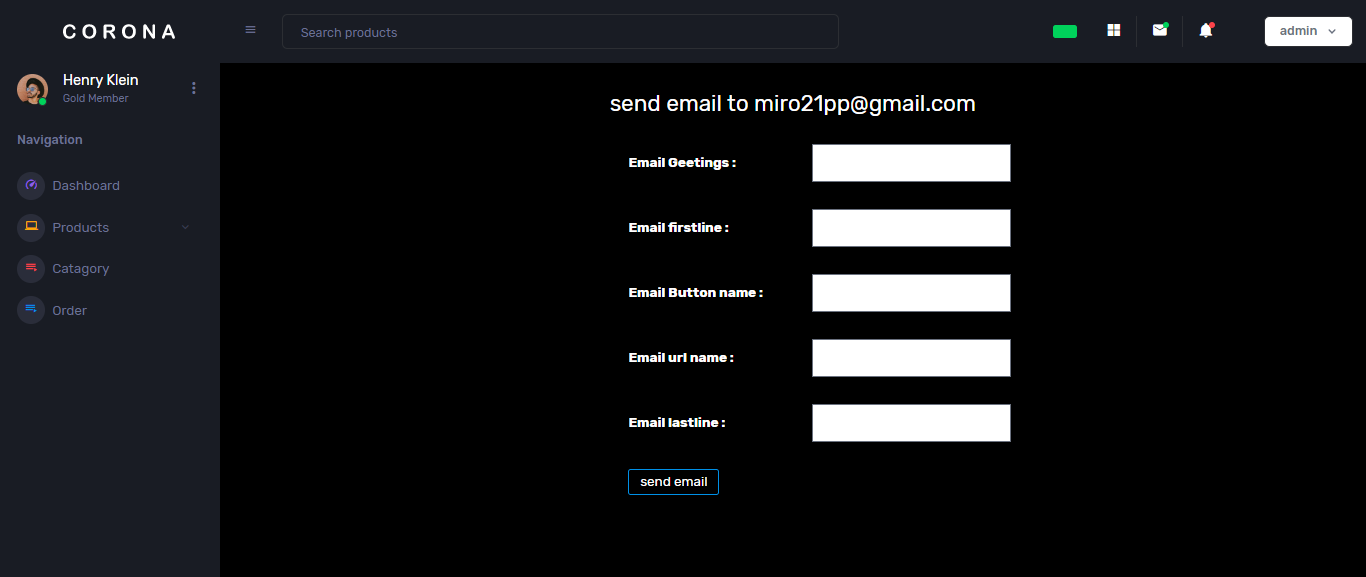 CORONA
Search products
admin
Henry Klein
Gold Member
Navigation
Dashboard
Products
Catagory
Order
send email to miro21pp@gmail.com
Email Geetings :
Email firstline :
Email Button name :
Email url name :
Email lastline :
send email